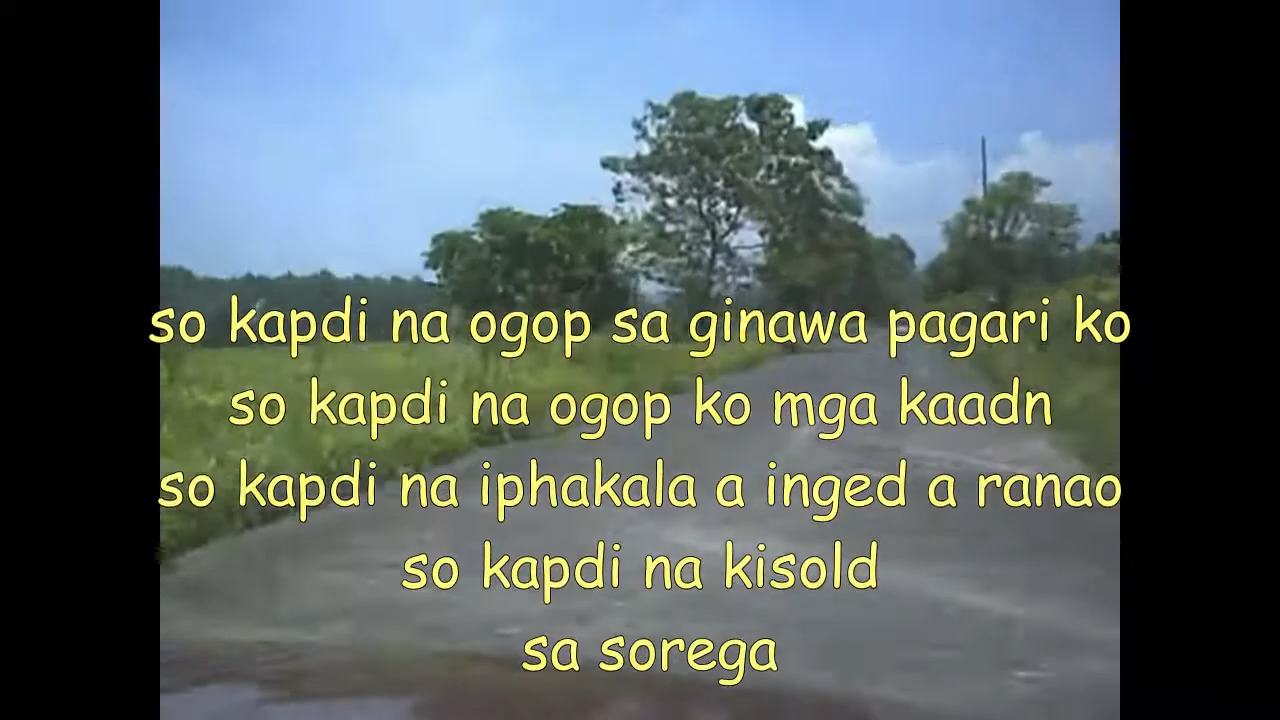 so kapdi na ogop sa ginawa pagari ko
so kapdi na ogop ko mga kaadn
so kapdi na iphakala a inged a ranao
so kapdi na kisold
sa sorega